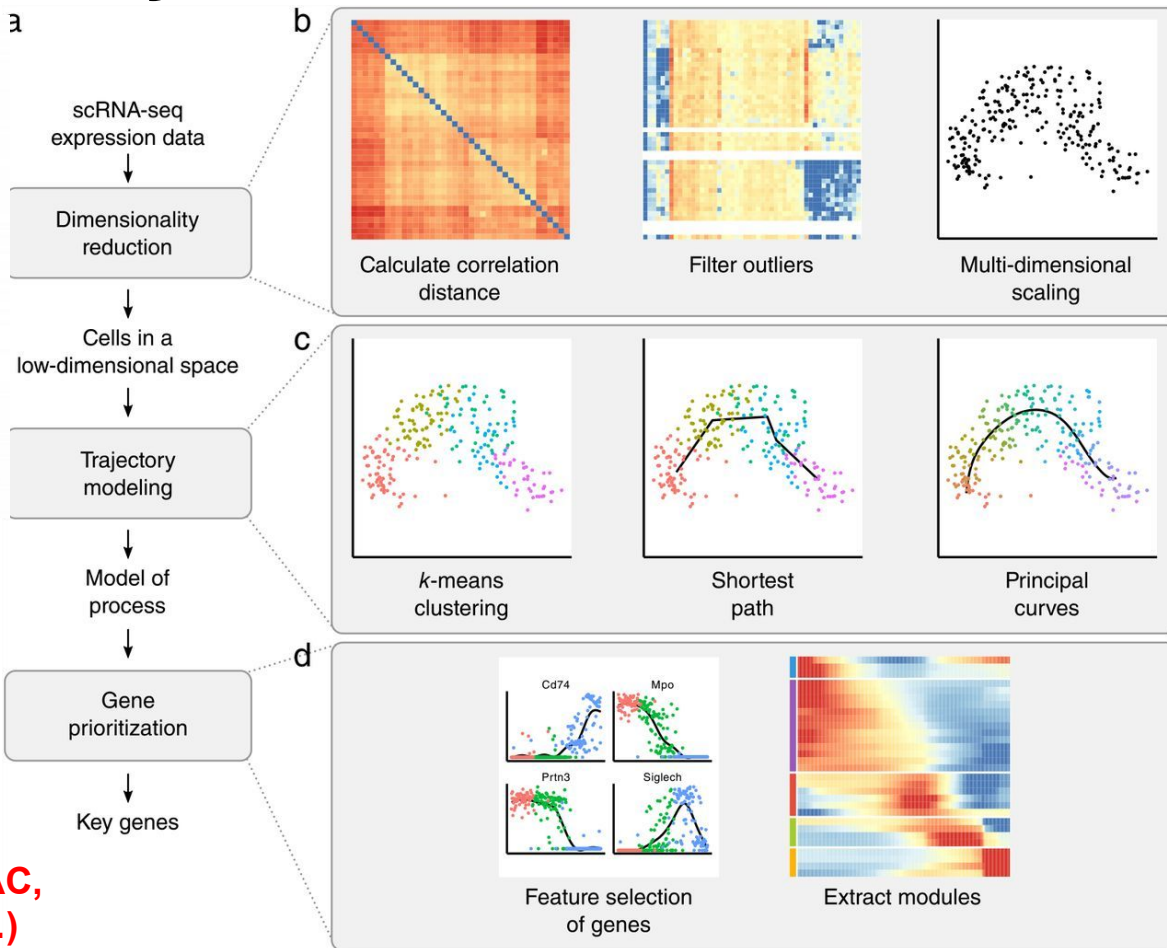 a
scRNA-seq
expression data
Dimensionality
reduction
Cells in a
low-dimensional space
Trajectory
modeling
Model of
process
Gene
prioritization
Key genes
AC,
.)
b
Calculate correlation
distance
Filter outliers
Multi-dimensional
scaling
c
k-means
clustering
Shortest
path
Principal
curves
d
Cd74
Mpo
Prtn3
Siglech
Feature selection
of genes
Extract modules